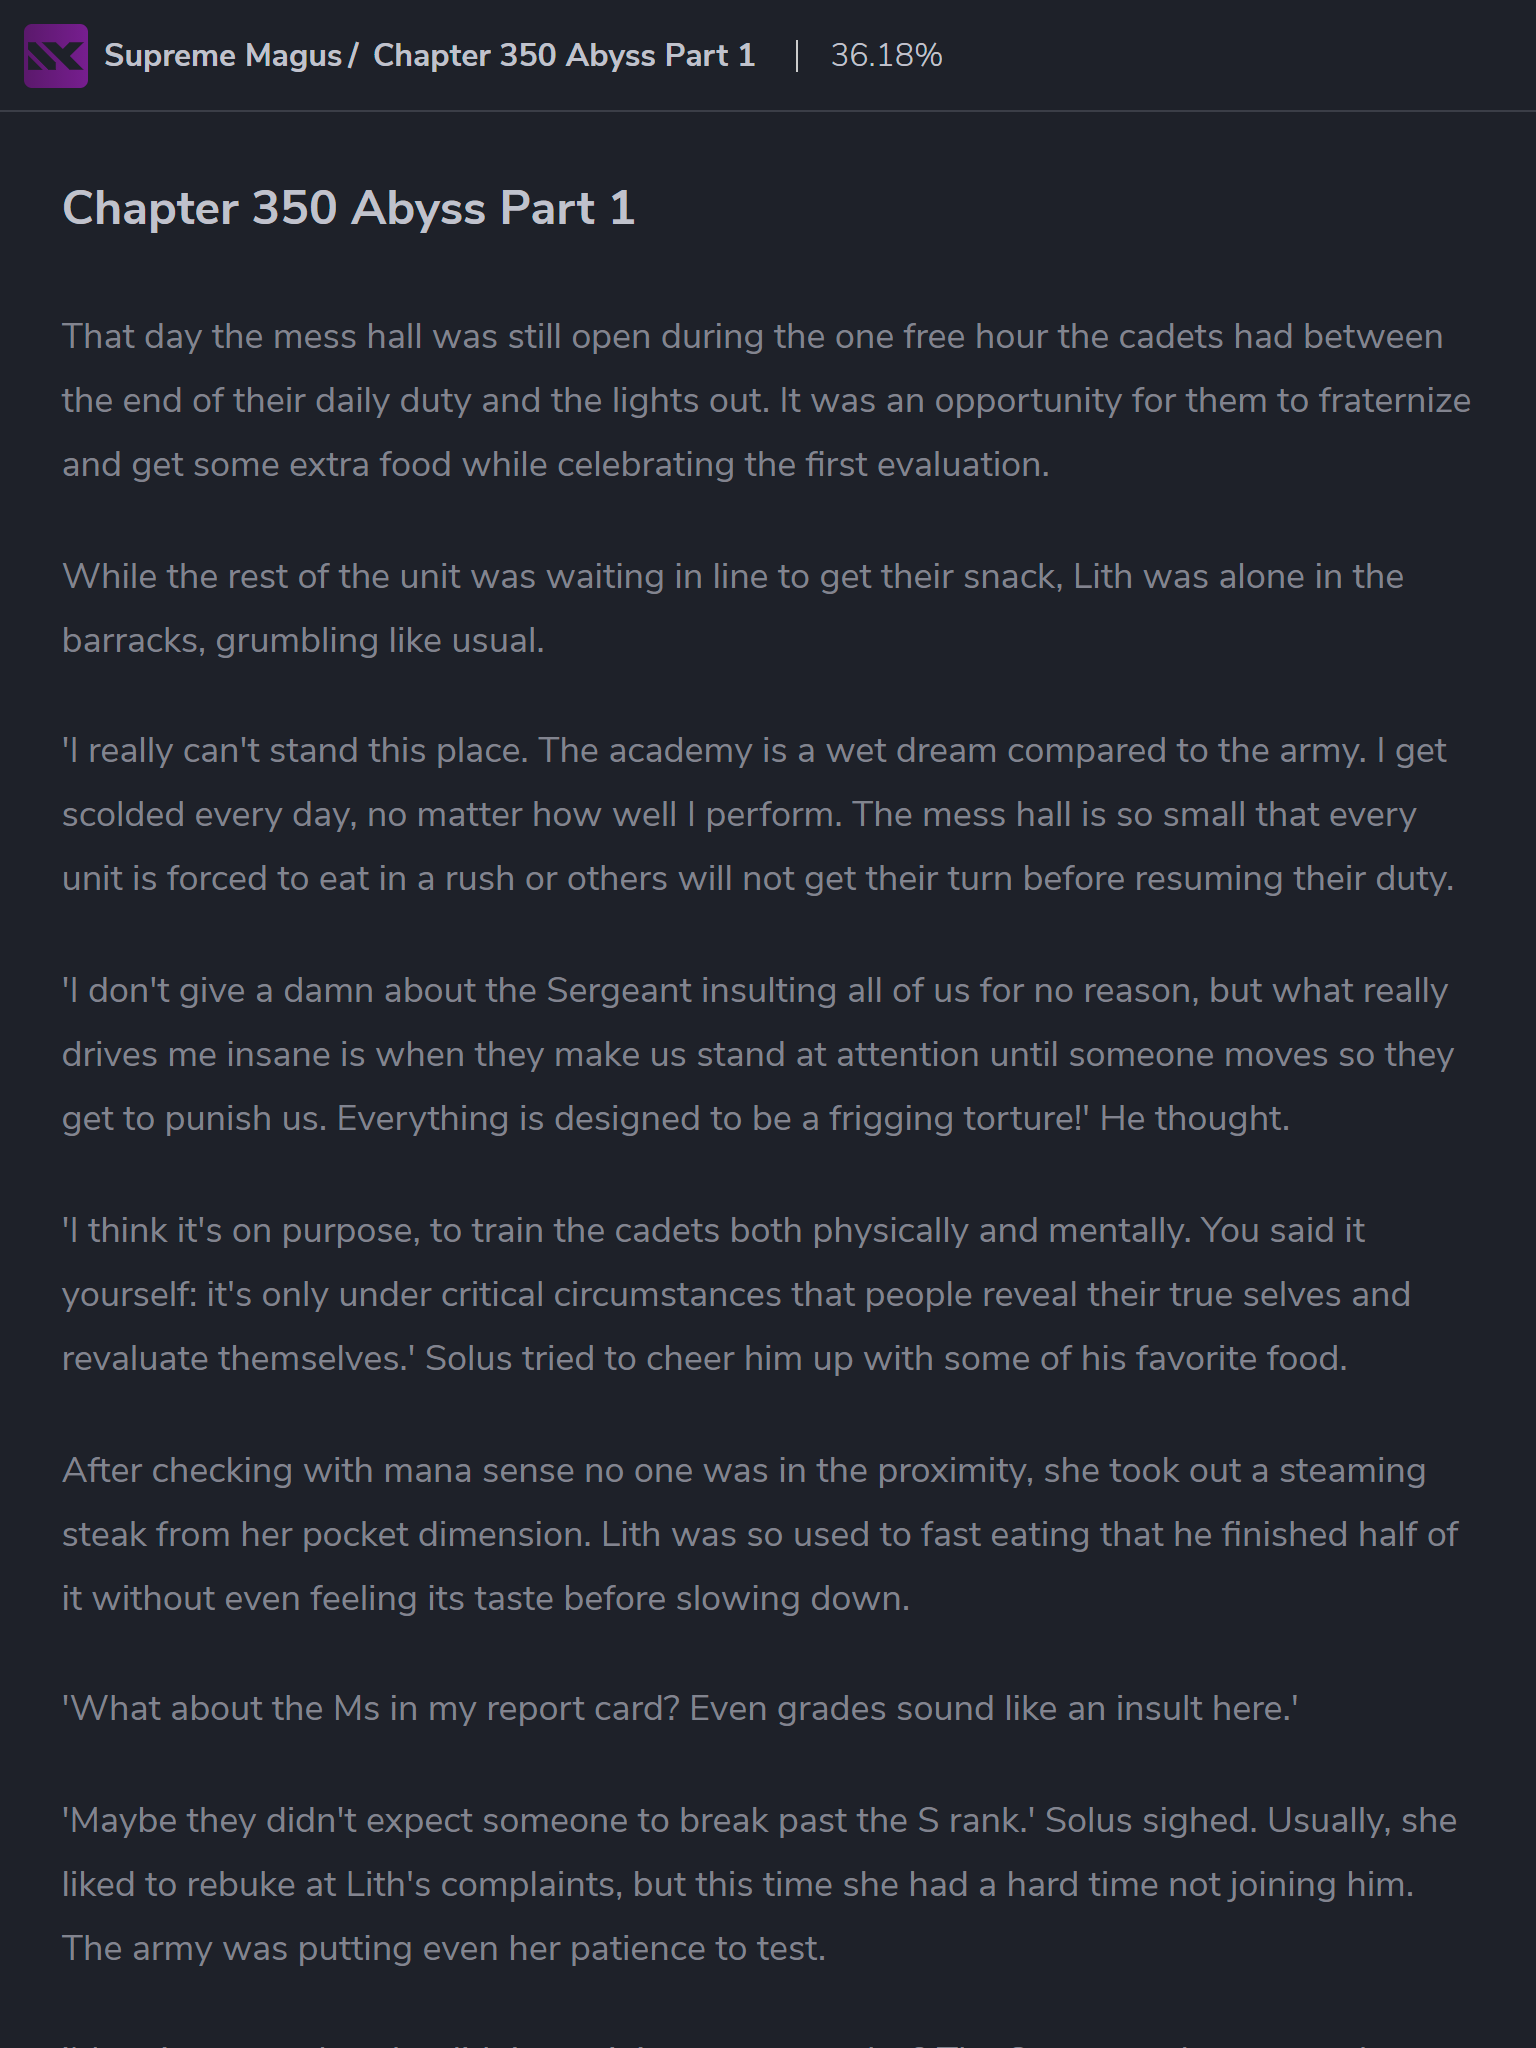 Supreme Magus / Chapter 350 Abyss Part 1 | 36.18%
Chapter 350 Abyss Part 1
That day the mess hall was still open during the one free hour the cadets had between
the end of their daily duty and the lights out. It was an opportunity for them to fraternize
and get some extra food while celebrating the first evaluation.
While the rest of the unit was waiting in line to get their snack, Lith was alone in the
barracks, grumbling like usual.
'I really can't stand this place. The academy is a wet dream compared to the army. I get
scolded every day, no matter how well I perform. The mess hall is so small that every
unit is forced to eat in a rush or others will not get their turn before resuming their duty.
'I don't give a damn about the Sergeant insulting all of us for no reason, but what really
drives me insane is when they make us stand at attention until someone moves so they
get to punish us. Everything is designed to be a frigging torture!' He thought.
'I think it's on purpose, to train the cadets both physically and mentally. You said it
yourself: it's only under critical circumstances that people reveal their true selves and
revaluate themselves.' Solus tried to cheer him up with some of his favorite food.
After checking with mana sense no one was in the proximity, she took out a steaming
steak from her pocket dimension. Lith was so used to fast eating that he finished half of
it without even feeling its taste before slowing down.
'What about the Ms in my report card? Even grades sound like an insult here.'
'Maybe they didn't expect someone to break past the S rank.' Solus sighed. Usually, she
liked to rebuke at Lith's complaints, but this time she had a hard time not joining him.
The army was putting even her patience to test.